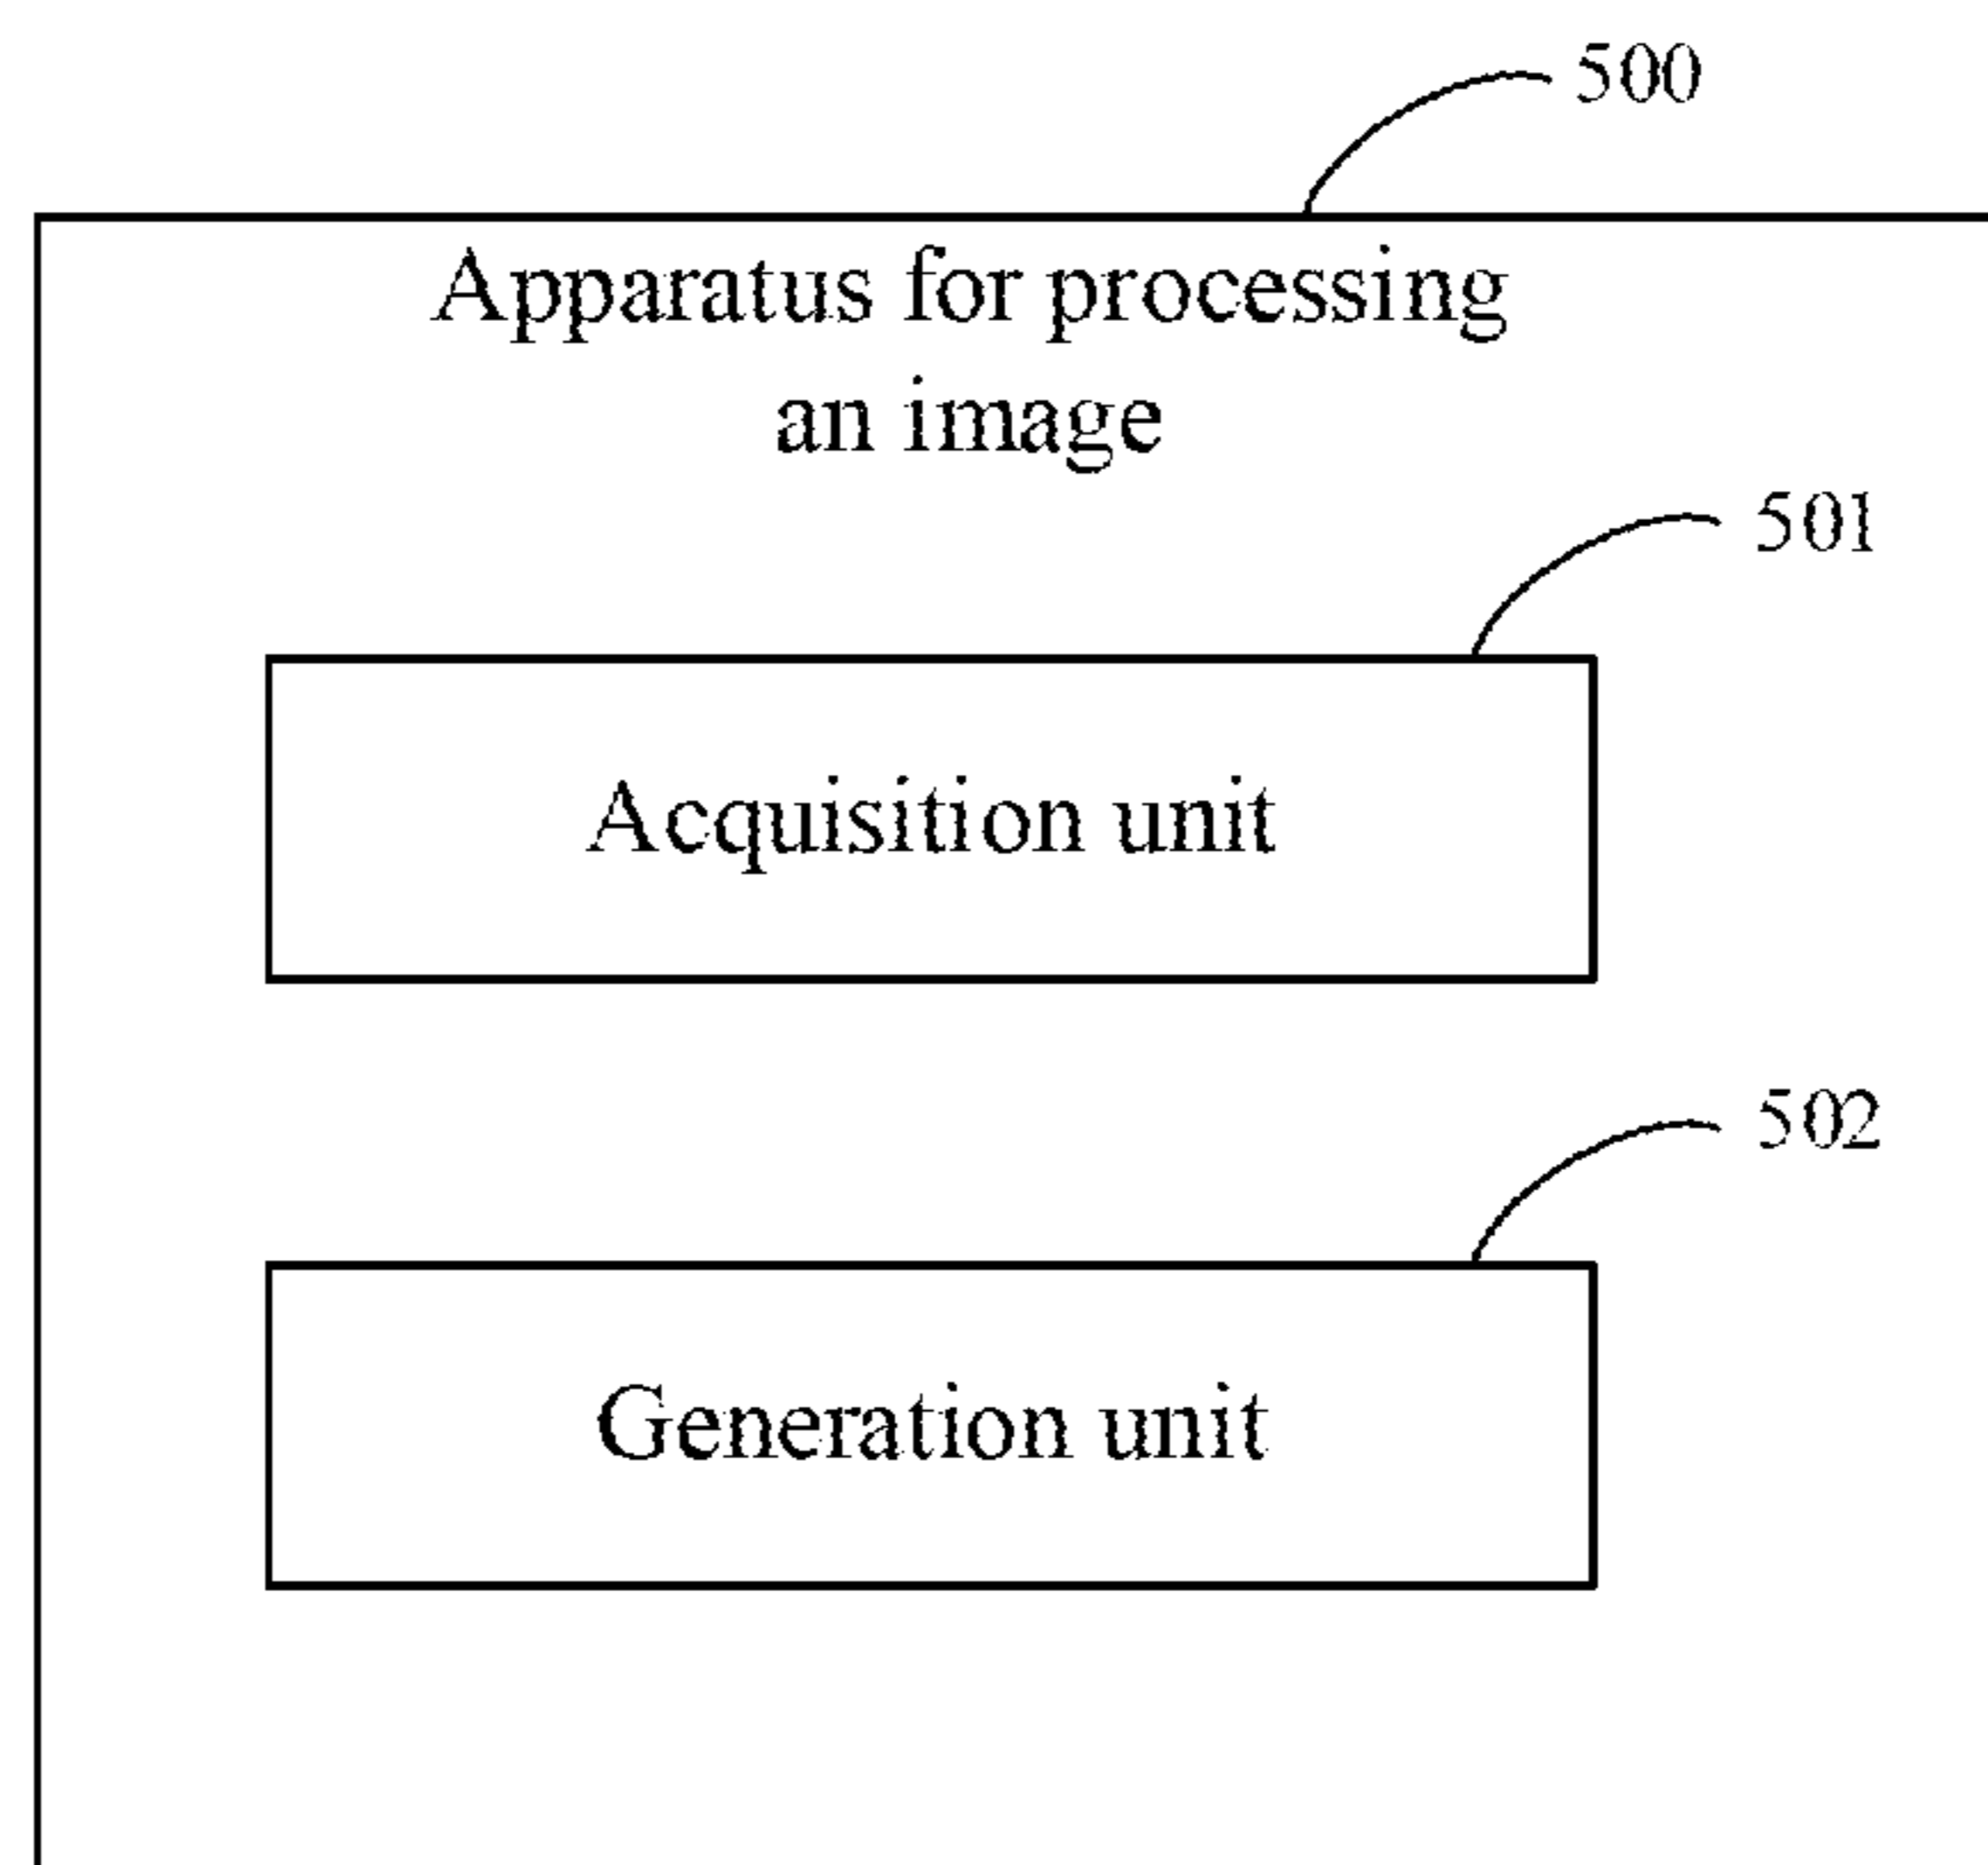 500
Apparatus for processing
an image
501
Acquisition unit
502
Generation unit